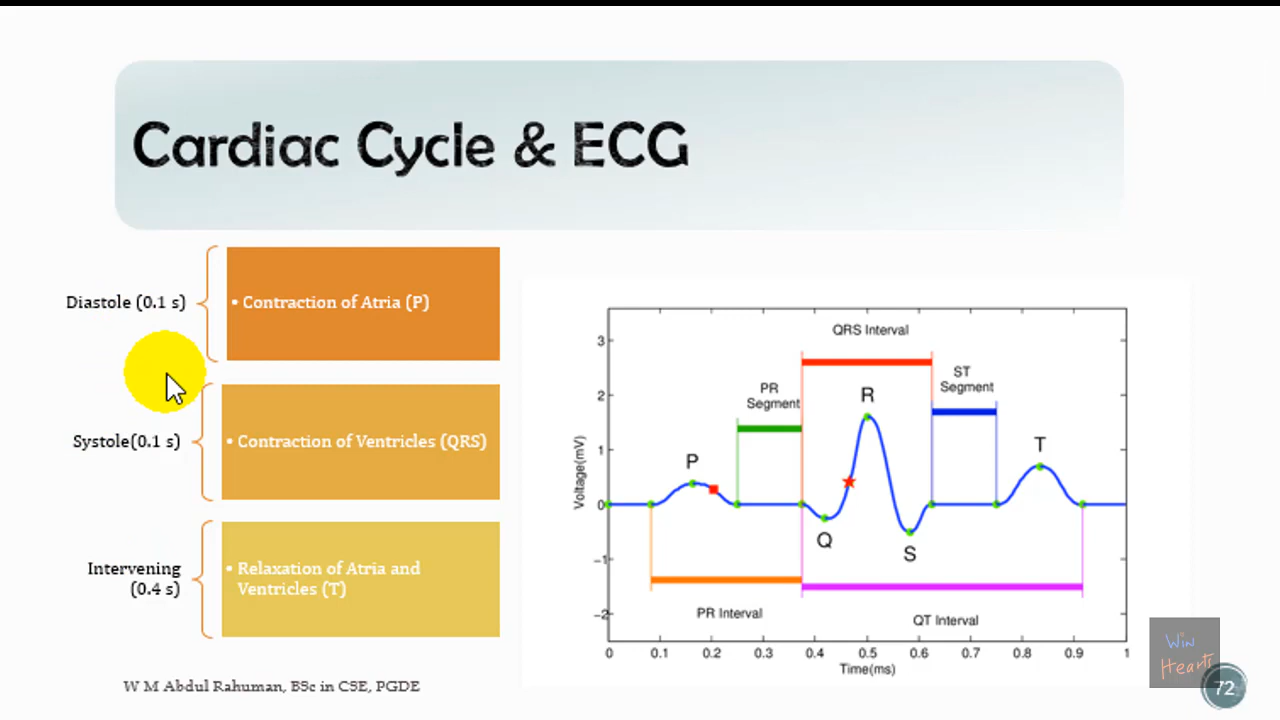 Cardiac Cycle & ECG
Diastole (0.1 s)
• Contraction of Atria (P)
Systole(0.1 s)
• Contraction of Ventricles (QRS)
Intervening
(0.4 s)
• Relaxation of Atria and
Ventricles (T)
QRS Interval
ST
Segment
PR
Segment
R
P
T
Q
S
PR Interval
QT Interval
Voltage(mV)
3
2
1
0
-1
-2
0 0.1 0.2 0.3 0.4 0.5 0.6 0.7 0.8 0.9 1
Time(ms)
W M Abdul Rahuman, BSc in CSE, PGDE
Win
Hearts
72